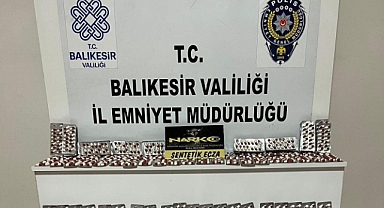 T.C.
BALIKESİR
VALİLİĞİ
POLİS
T.C.
BALIKESİR VALİLİĞİ
İL EMNİYET MÜDÜRLÜĞÜ
NARKO
SENTETİK ECZA